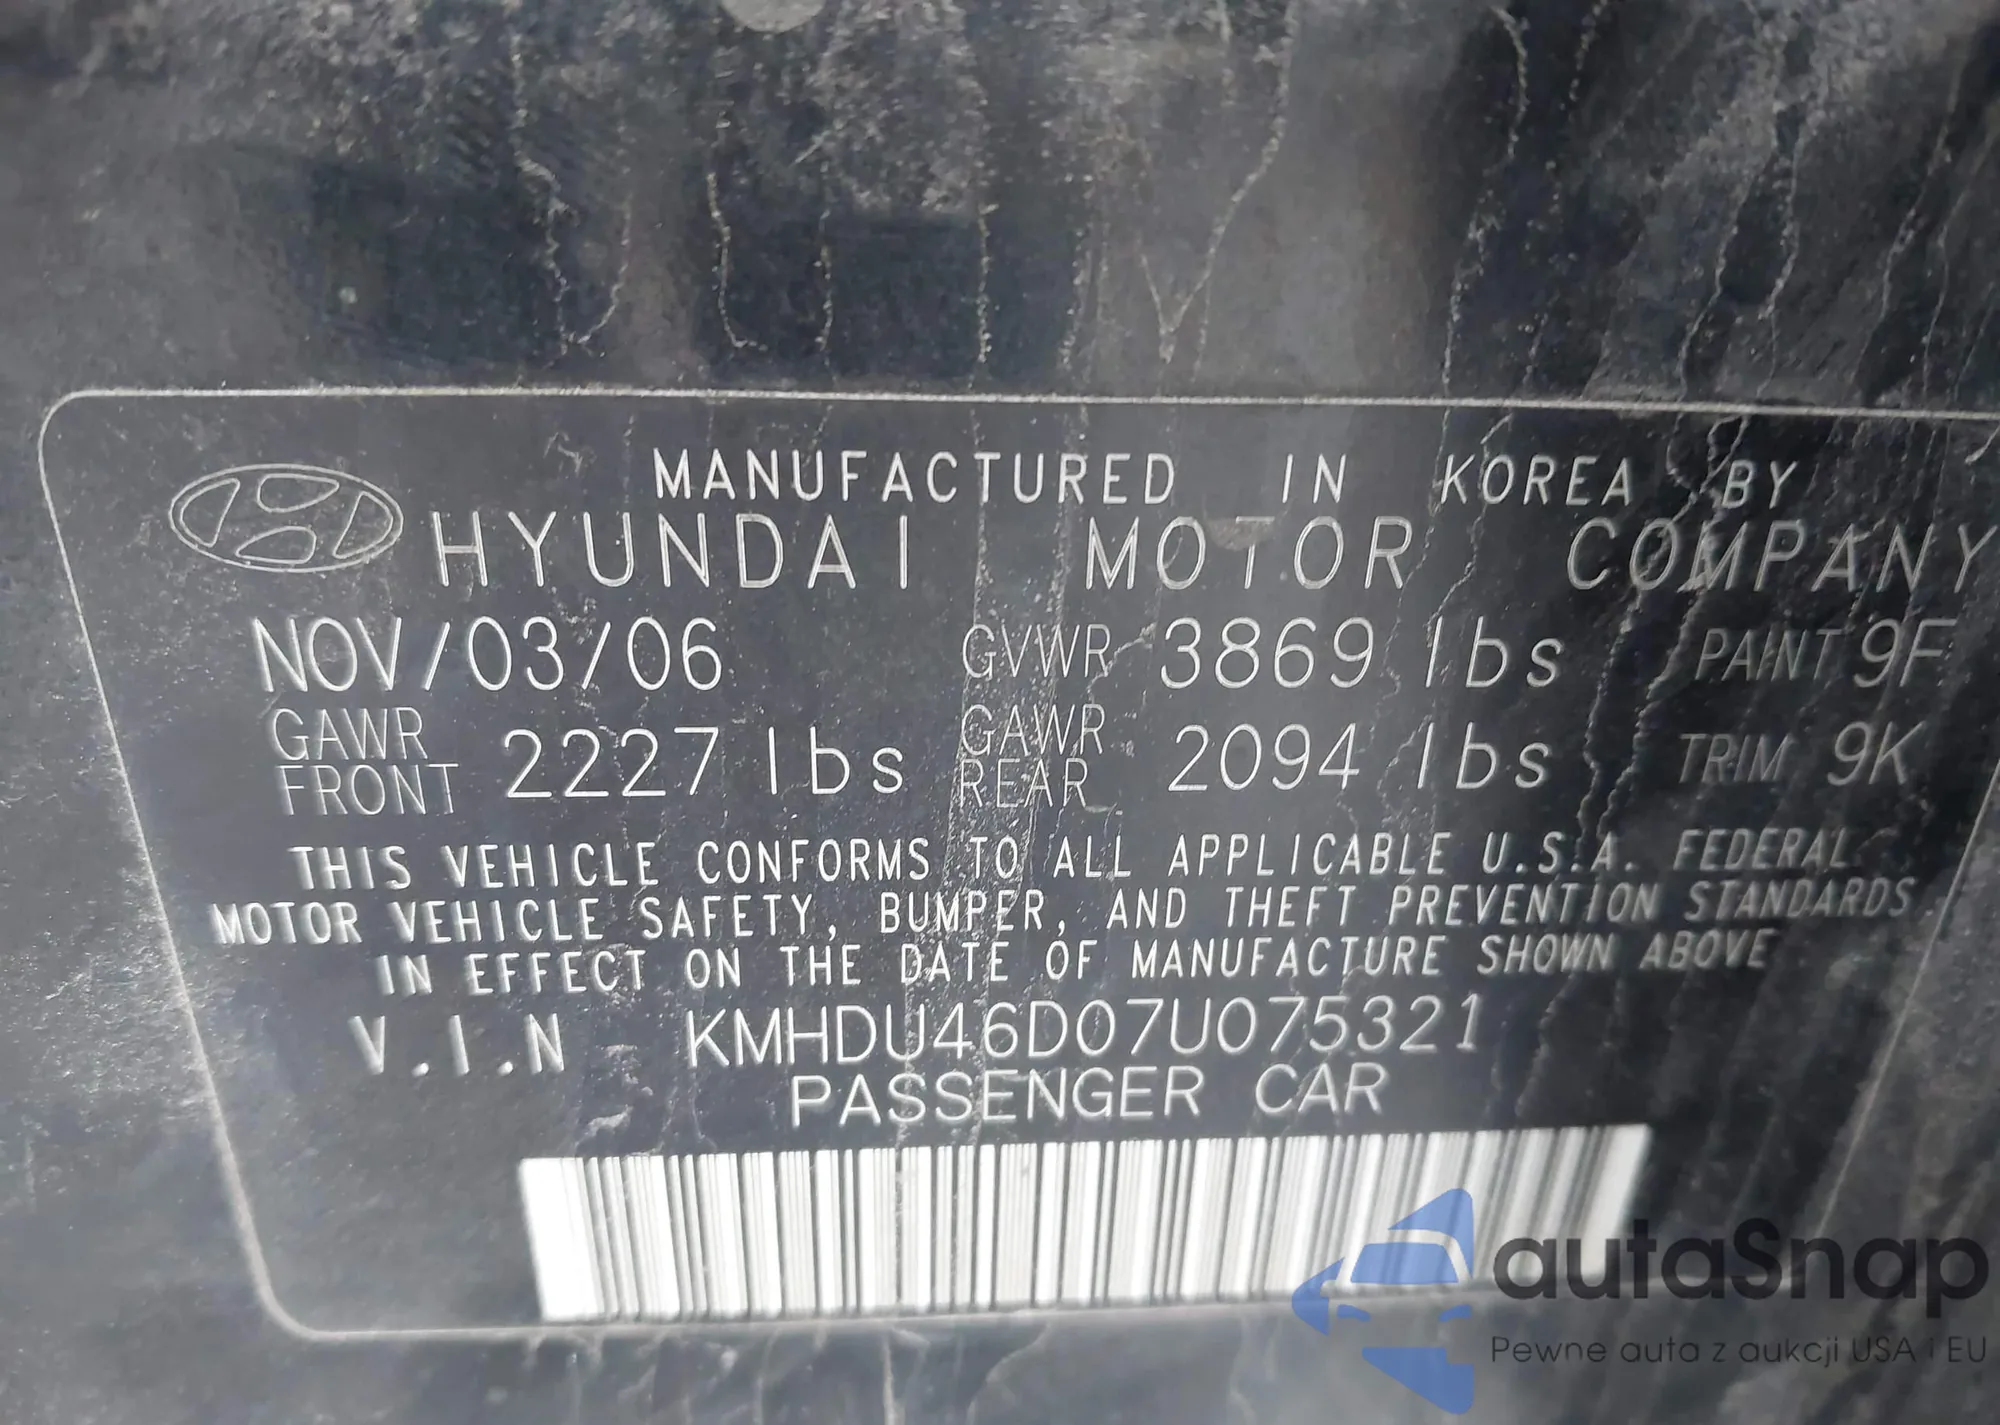 MANUFACTURED IN KOREA BY
HYUNDAI MOTOR COMPANY
NOV/03/06 GVWR 3869 lbs PAINT 9F
GAWR FRONT 2227 lbs GAWR REAR 2094 lbs TRIM 9K
THIS VEHICLE CONFORMS TO ALL APPLICABLE U.S.A. FEDERAL
MOTOR VEHICLE SAFETY, BUMPER, AND THEFT PREVENTION STANDARDS
IN EFFECT ON THE DATE OF MANUFACTURE SHOWN ABOVE
V.I.N KMHDU46D07U075321
PASSENGER CAR
autaSnap
Pewne auta z aukcji USA i EU